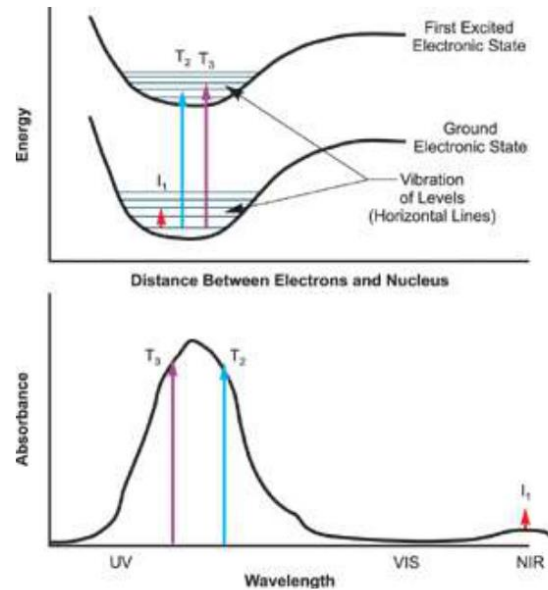 First Excited
Electronic State
T2 T3
Ground
Electronic State
I1
Vibration
of Levels
(Horizontal Lines)
Energy
Distance Between Electrons and Nucleus
T3
T2
I1
Absorbance
UV
VIS
NIR
Wavelength